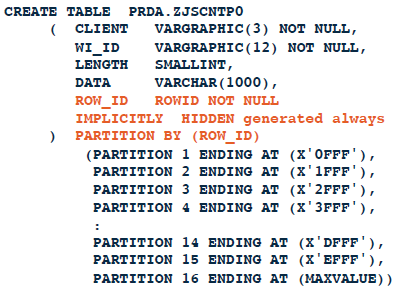 CREATE TABLE PRDA.ZJSCNTP0
( CLIENT VARGRAPHIC(3) NOT NULL,
WI_ID VARGRAPHIC(12) NOT NULL,
LENGTH SMALLINT,
DATA VARCHAR(1000),
ROW_ID ROWID NOT NULL
IMPLICITLY HIDDEN generated always
) PARTITION BY (ROW_ID)
(PARTITION 1 ENDING AT (X'0FFF'),
PARTITION 2 ENDING AT (X'1FFF'),
PARTITION 3 ENDING AT (X'2FFF'),
PARTITION 4 ENDING AT (X'3FFF'),
:
PARTITION 14 ENDING AT (X'DFFF'),
PARTITION 15 ENDING AT (X'EFFF'),
PARTITION 16 ENDING AT (MAXVALUE))